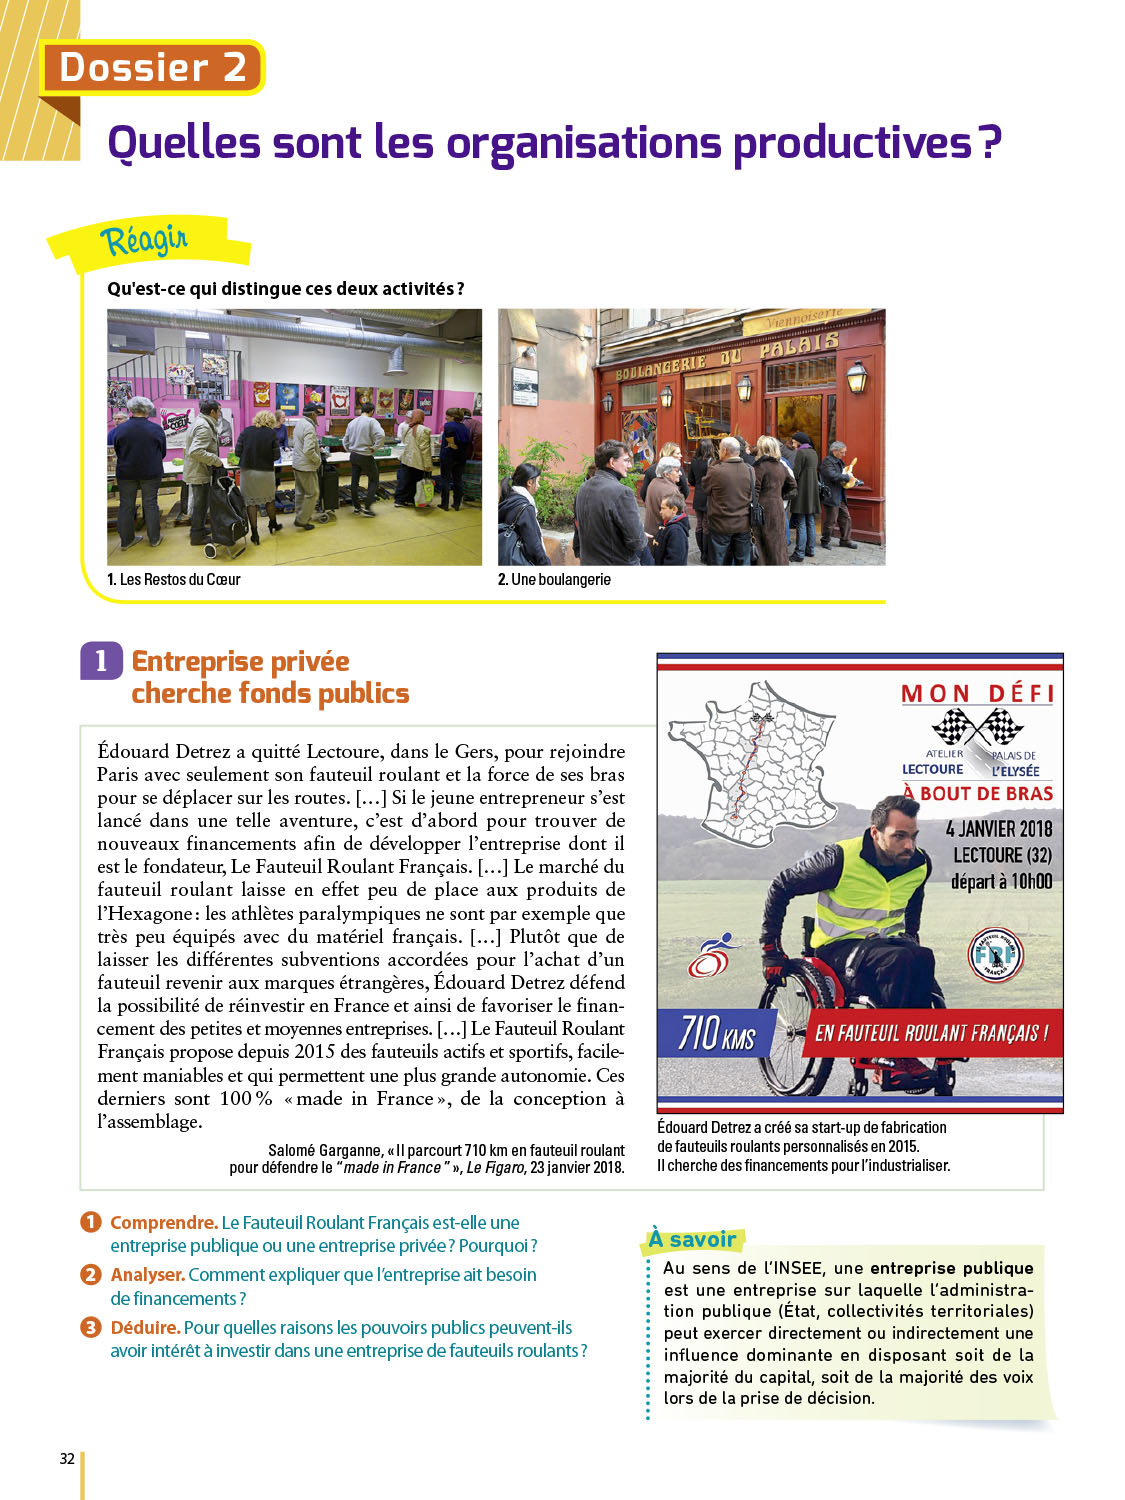 Dossier 2
Quelles sont les organisations productives ?
Réagir
Qu'est-ce qui distingue ces deux activités ?
Viennoiserie
BOULANGERIE DU PALAIS
1. Les Restos du Cœur
2. Une boulangerie
1 Entreprise privée
cherche fonds publics
Édouard Detrez a quitté Lectoure, dans le Gers, pour rejoindre
Paris avec seulement son fauteuil roulant et la force de ses bras
pour se déplacer sur les routes. […] Si le jeune entrepreneur s’est
lancé dans une telle aventure, c’est d’abord pour trouver de
nouveaux financements afin de développer l’entreprise dont il
est le fondateur, Le Fauteuil Roulant Français. […] Le marché du
fauteuil roulant laisse en effet peu de place aux produits de
l’Hexagone : les athlètes paralympiques ne sont par exemple que
très peu équipés avec du matériel français. […] Plutôt que de
laisser les différentes subventions accordées pour l’achat d’un
fauteuil revenir aux marques étrangères, Édouard Detrez défend
la possibilité de réinvestir en France et ainsi de favoriser le finan-
cement des petites et moyennes entreprises. […] Le Fauteuil Roulant
Français propose depuis 2015 des fauteuils actifs et sportifs, facile-
ment maniables et qui permettent une plus grande autonomie. Ces
derniers sont 100 % « made in France », de la conception à
l’assemblage.
Salomé Garganne, « Il parcourt 710 km en fauteuil roulant
pour défendre le “made in France” », Le Figaro, 23 janvier 2018.
MON DÉFI
ATELIER PALAIS DE
LECTOURE L’ELYSÉE
À BOUT DE BRAS
4 JANVIER 2018
LECTOURE (32)
départ à 10h00
FRF
FRANÇAIS
710 KMS
EN FAUTEUIL ROULANT FRANÇAIS !
Édouard Detrez a créé sa start-up de fabrication
de fauteuils roulants personnalisés en 2015.
Il cherche des financements pour l’industrialiser.
1 Comprendre. Le Fauteuil Roulant Français est-elle une
entreprise publique ou une entreprise privée ? Pourquoi ?
2 Analyser. Comment expliquer que l’entreprise ait besoin
de financements ?
3 Déduire. Pour quelles raisons les pouvoirs publics peuvent-ils
avoir intérêt à investir dans une entreprise de fauteuils roulants ?
À savoir
Au sens de l’INSEE, une entreprise publique
est une entreprise sur laquelle l’administra-
tion publique (État, collectivités territoriales)
peut exercer directement ou indirectement une
influence dominante en disposant soit de la
majorité du capital, soit de la majorité des voix
lors de la prise de décision.
32